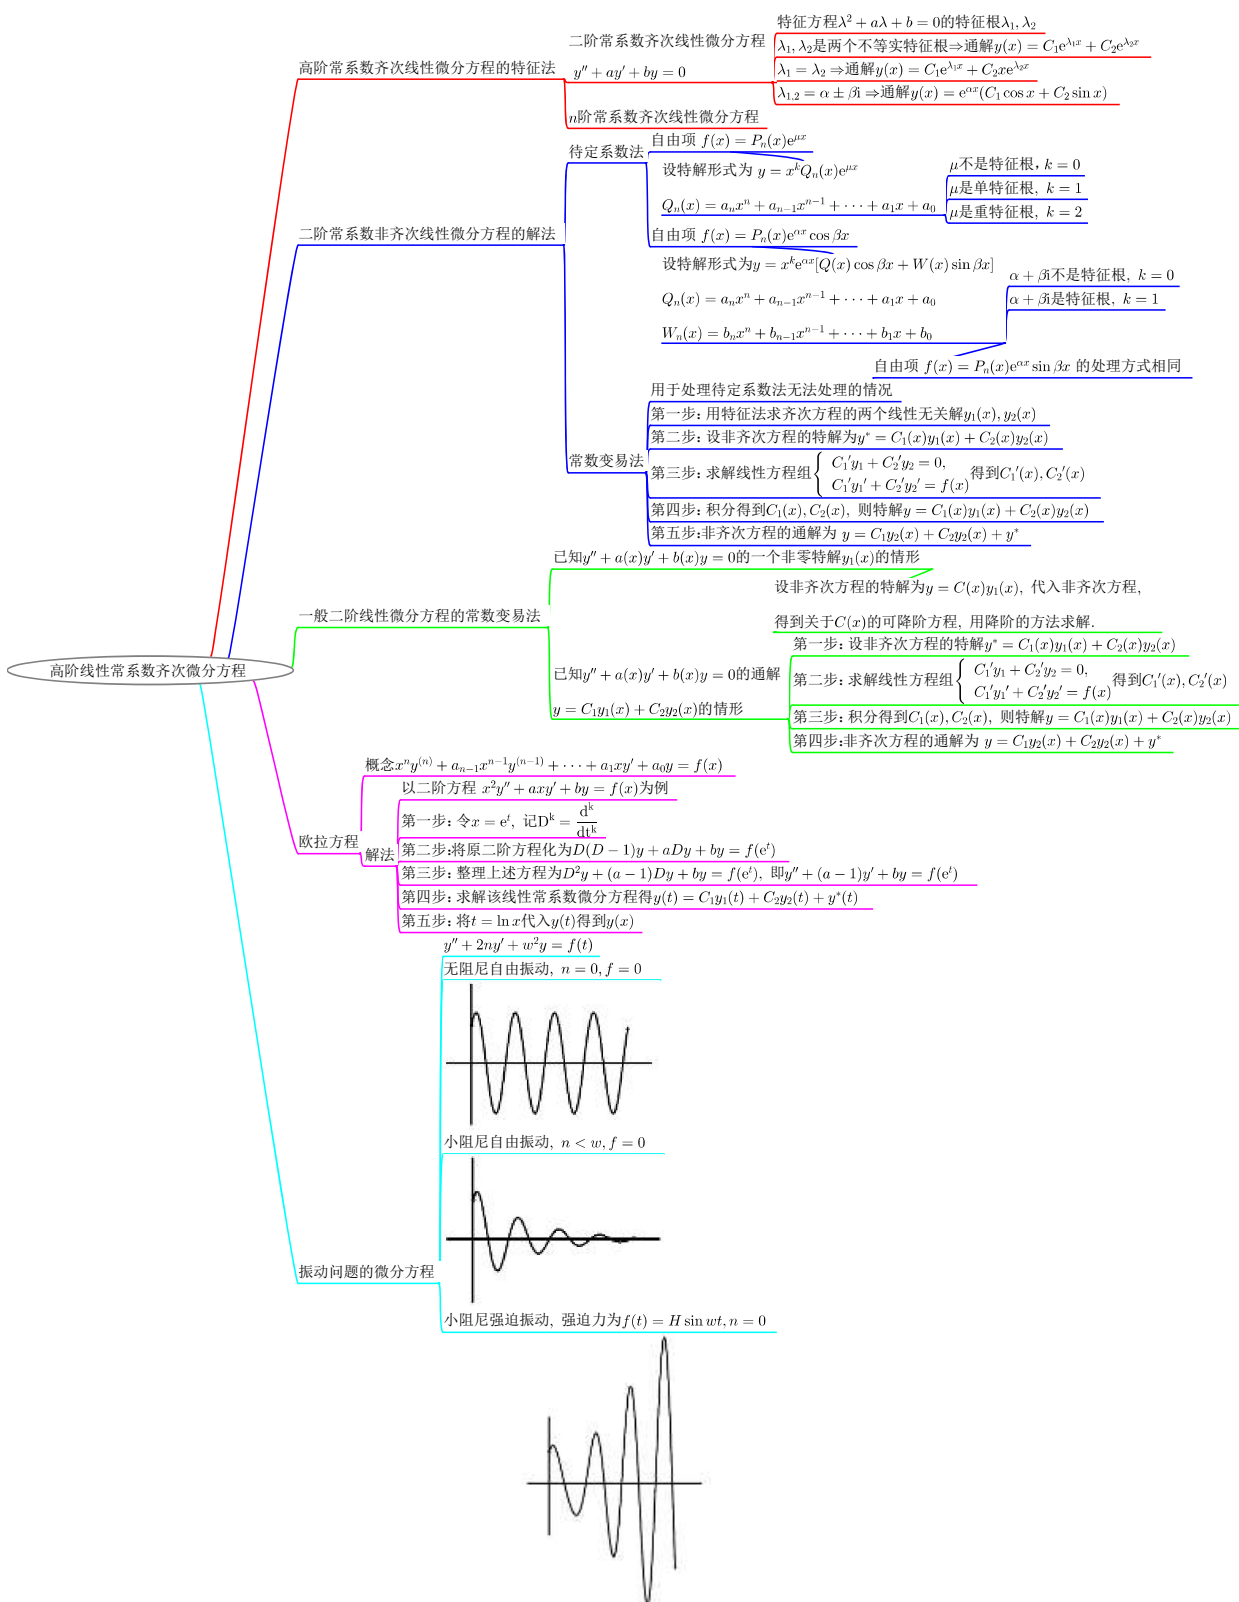 高阶线性常系数齐次微分方程
高阶常系数齐次线性微分方程的特征法
二阶常系数齐次线性微分方程
y″ + ay′ + by = 0
特征方程λ² + aλ + b = 0的特征根λ₁, λ₂
λ₁, λ₂是两个不等实特征根⇒通解y(x) = C₁e^{λ₁x} + C₂e^{λ₂x}
λ₁ = λ₂ ⇒通解y(x) = C₁e^{λ₁x} + C₂xe^{λ₂x}
λ₁,₂ = α ± βi ⇒通解y(x) = e^{αx}(C₁ cos x + C₂ sin x)
n阶常系数齐次线性微分方程
二阶常系数非齐次线性微分方程的解法
待定系数法
自由项 f(x) = Pₙ(x)e^{μx}
设特解形式为 y = x^k Qₙ(x)e^{μx}
Qₙ(x) = aₙxⁿ + aₙ₋₁xⁿ⁻¹ + · · · + a₁x + a₀
μ不是特征根，k = 0
μ是单特征根, k = 1
μ是重特征根, k = 2
自由项 f(x) = Pₙ(x)e^{αx} cos βx
设特解形式为y = x^k e^{αx}[Q(x) cos βx + W(x) sin βx]
Qₙ(x) = aₙxⁿ + aₙ₋₁xⁿ⁻¹ + · · · + a₁x + a₀
Wₙ(x) = bₙxⁿ + bₙ₋₁xⁿ⁻¹ + · · · + b₁x + b₀
α + βi不是特征根, k = 0
α + βi是特征根, k = 1
自由项 f(x) = Pₙ(x)e^{αx} sin βx 的处理方式相同
常数变易法
用于处理待定系数法无法处理的情况
第一步: 用特征法求齐次方程的两个线性无关解y₁(x), y₂(x)
第二步: 设非齐次方程的特解为y* = C₁(x)y₁(x) + C₂(x)y₂(x)
第三步: 求解线性方程组{ C₁′y₁ + C₂′y₂ = 0,
C₁′y₁′ + C₂′y₂′ = f(x) 得到C₁′(x), C₂′(x)
第四步: 积分得到C₁(x), C₂(x), 则特解y = C₁(x)y₁(x) + C₂(x)y₂(x)
第五步:非齐次方程的通解为 y = C₁y₂(x) + C₂y₂(x) + y*
一般二阶线性微分方程的常数变易法
已知y″ + a(x)y′ + b(x)y = 0的一个非零特解y₁(x)的情形
设非齐次方程的特解为y = C(x)y₁(x), 代入非齐次方程,
得到关于C(x)的可降阶方程, 用降阶的方法求解.
已知y″ + a(x)y′ + b(x)y = 0的通解
y = C₁y₁(x) + C₂y₂(x)的情形
第一步: 设非齐次方程的特解y* = C₁(x)y₁(x) + C₂(x)y₂(x)
第二步: 求解线性方程组{ C₁′y₁ + C₂′y₂ = 0,
C₁′y₁′ + C₂′y₂′ = f(x) 得到C₁′(x), C₂′(x)
第三步: 积分得到C₁(x), C₂(x), 则特解y = C₁(x)y₁(x) + C₂(x)y₂(x)
第四步:非齐次方程的通解为 y = C₁y₂(x) + C₂y₂(x) + y*
欧拉方程
概念xⁿy⁽ⁿ⁾ + aₙ₋₁xⁿ⁻¹y⁽ⁿ⁻¹⁾ + · · · + a₁xy′ + a₀y = f(x)
解法
以二阶方程 x²y″ + axy′ + by = f(x)为例
第一步: 令x = e^t, 记D^k = d^k/dt^k
第二步:将原二阶方程化为D(D − 1)y + aDy + by = f(e^t)
第三步: 整理上述方程为D²y + (a − 1)Dy + by = f(e^t), 即y″ + (a − 1)y′ + by = f(e^t)
第四步: 求解该线性常系数微分方程得y(t) = C₁y₁(t) + C₂y₂(t) + y*(t)
第五步: 将t = ln x代入y(t)得到y(x)
振动问题的微分方程
y″ + 2ny′ + w²y = f(t)
无阻尼自由振动, n = 0, f = 0
小阻尼自由振动, n < w, f = 0
小阻尼强迫振动, 强迫力为f(t) = H sin wt, n = 0